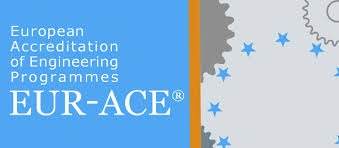 European
Accreditation
of Engineering
Programmes
EUR-ACE®